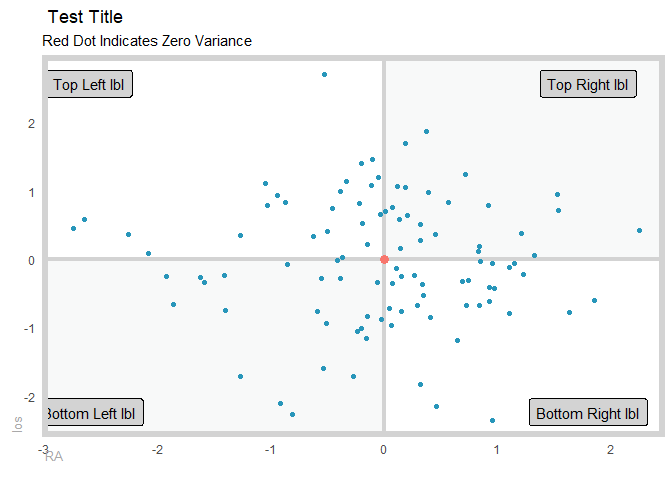 Test Title
Red Dot Indicates Zero Variance
Top Left lbl
Top Right lbl
2
1
0
-1
-2
Bottom Left lbl
Bottom Right lbl
los
-3
-2
-1
0
1
2
RA